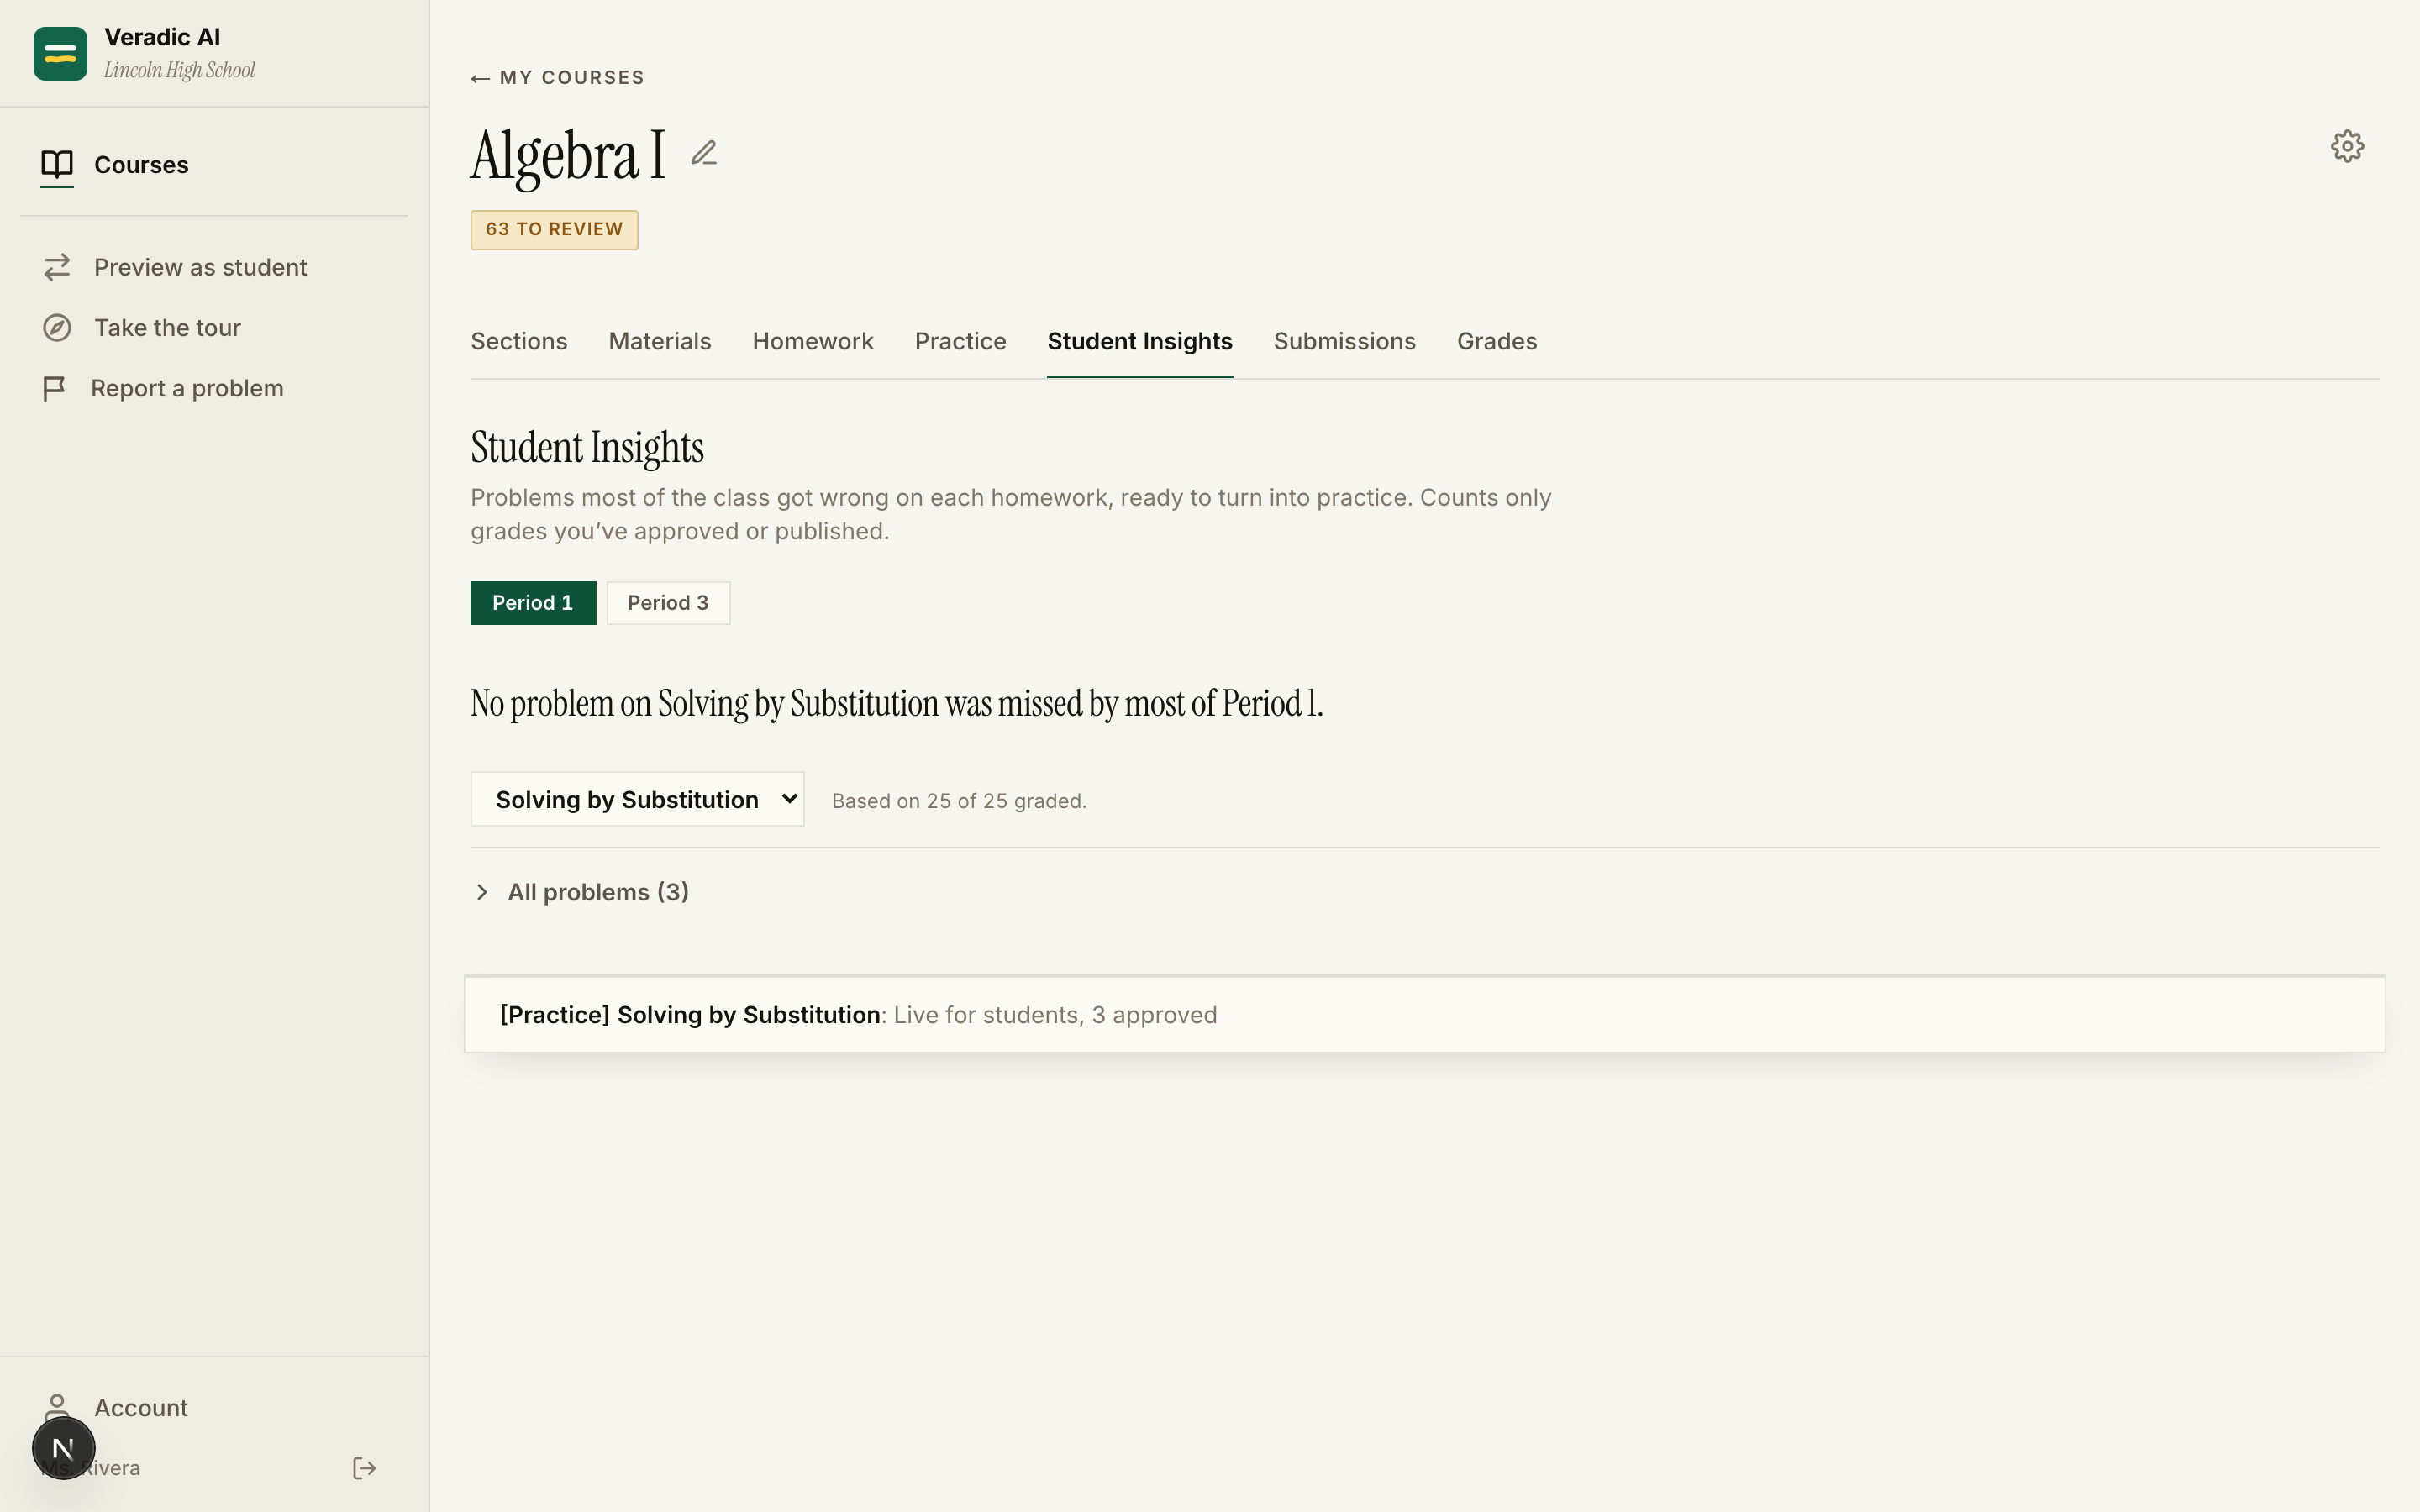 Veradic AI
Lincoln High School
Courses
Preview as student
Take the tour
Report a problem
Account
Ms. Rivera
← MY COURSES
Algebra I
63 TO REVIEW
Sections Materials Homework Practice Student Insights Submissions Grades
Student Insights
Problems most of the class got wrong on each homework, ready to turn into practice. Counts only
grades you’ve approved or published.
Period 1 Period 3
No problem on Solving by Substitution was missed by most of Period 1.
Solving by Substitution Based on 25 of 25 graded.
All problems (3)
[Practice] Solving by Substitution: Live for students, 3 approved
N